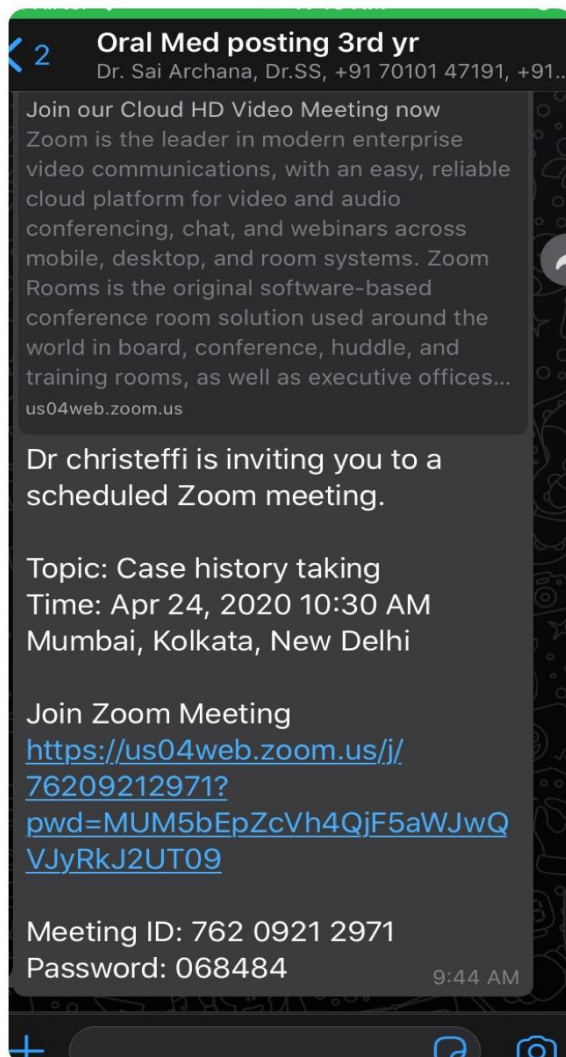 2
Oral Med posting 3rd yr
Dr. Sai Archana, Dr.SS, +91 70101 47191, +91..
Join our Cloud HD Video Meeting now
Zoom is the leader in modern enterprise
video communications, with an easy, reliable
cloud platform for video and audio
conferencing, chat, and webinars across
mobile, desktop, and room systems. Zoom
Rooms is the original software-based
conference room solution used around the
world in board, conference, huddle, and
training rooms, as well as executive offices...
us04web.zoom.us
Dr christeffi is inviting you to a
scheduled Zoom meeting.
Topic: Case history taking
Time: Apr 24, 2020 10:30 AM
Mumbai, Kolkata, New Delhi
Join Zoom Meeting
https://us04web.zoom.us/j/
76209212971?
pwd=MUM5bEpZcVh4QjF5aWJwQ
VJyRkJ2UT09
Meeting ID: 762 0921 2971
Password: 068484
9:44 AM